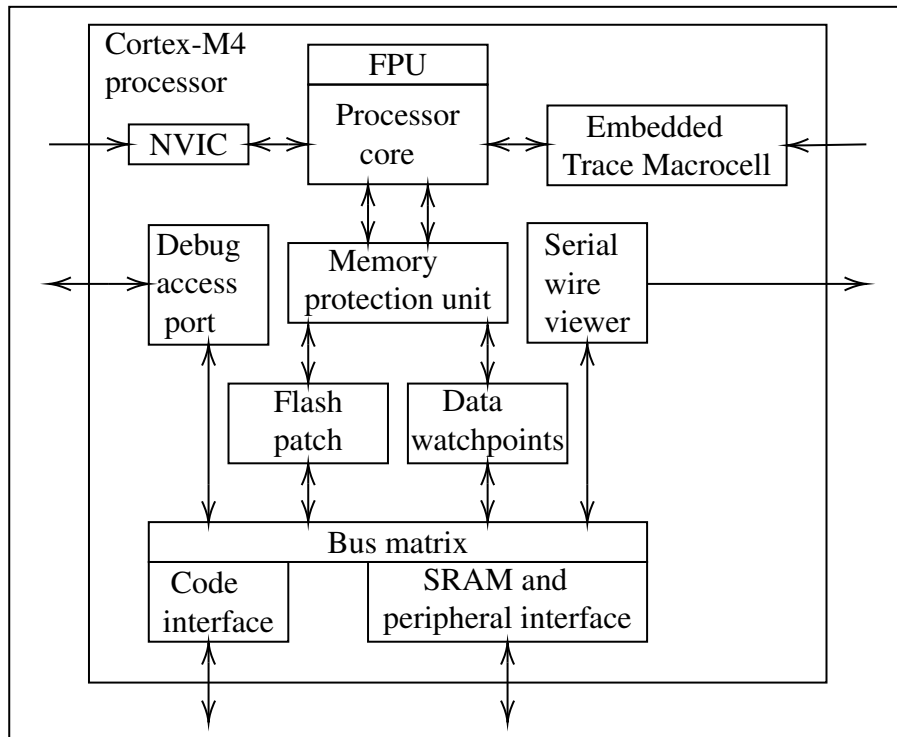 Cortex-M4
processor
FPU
Processor
core
NVIC
Embedded
Trace Macrocell
Debug
access
port
Memory
protection unit
Serial
wire
viewer
Flash
patch
Data
watchpoints
Bus matrix
Code
interface
SRAM and
peripheral interface